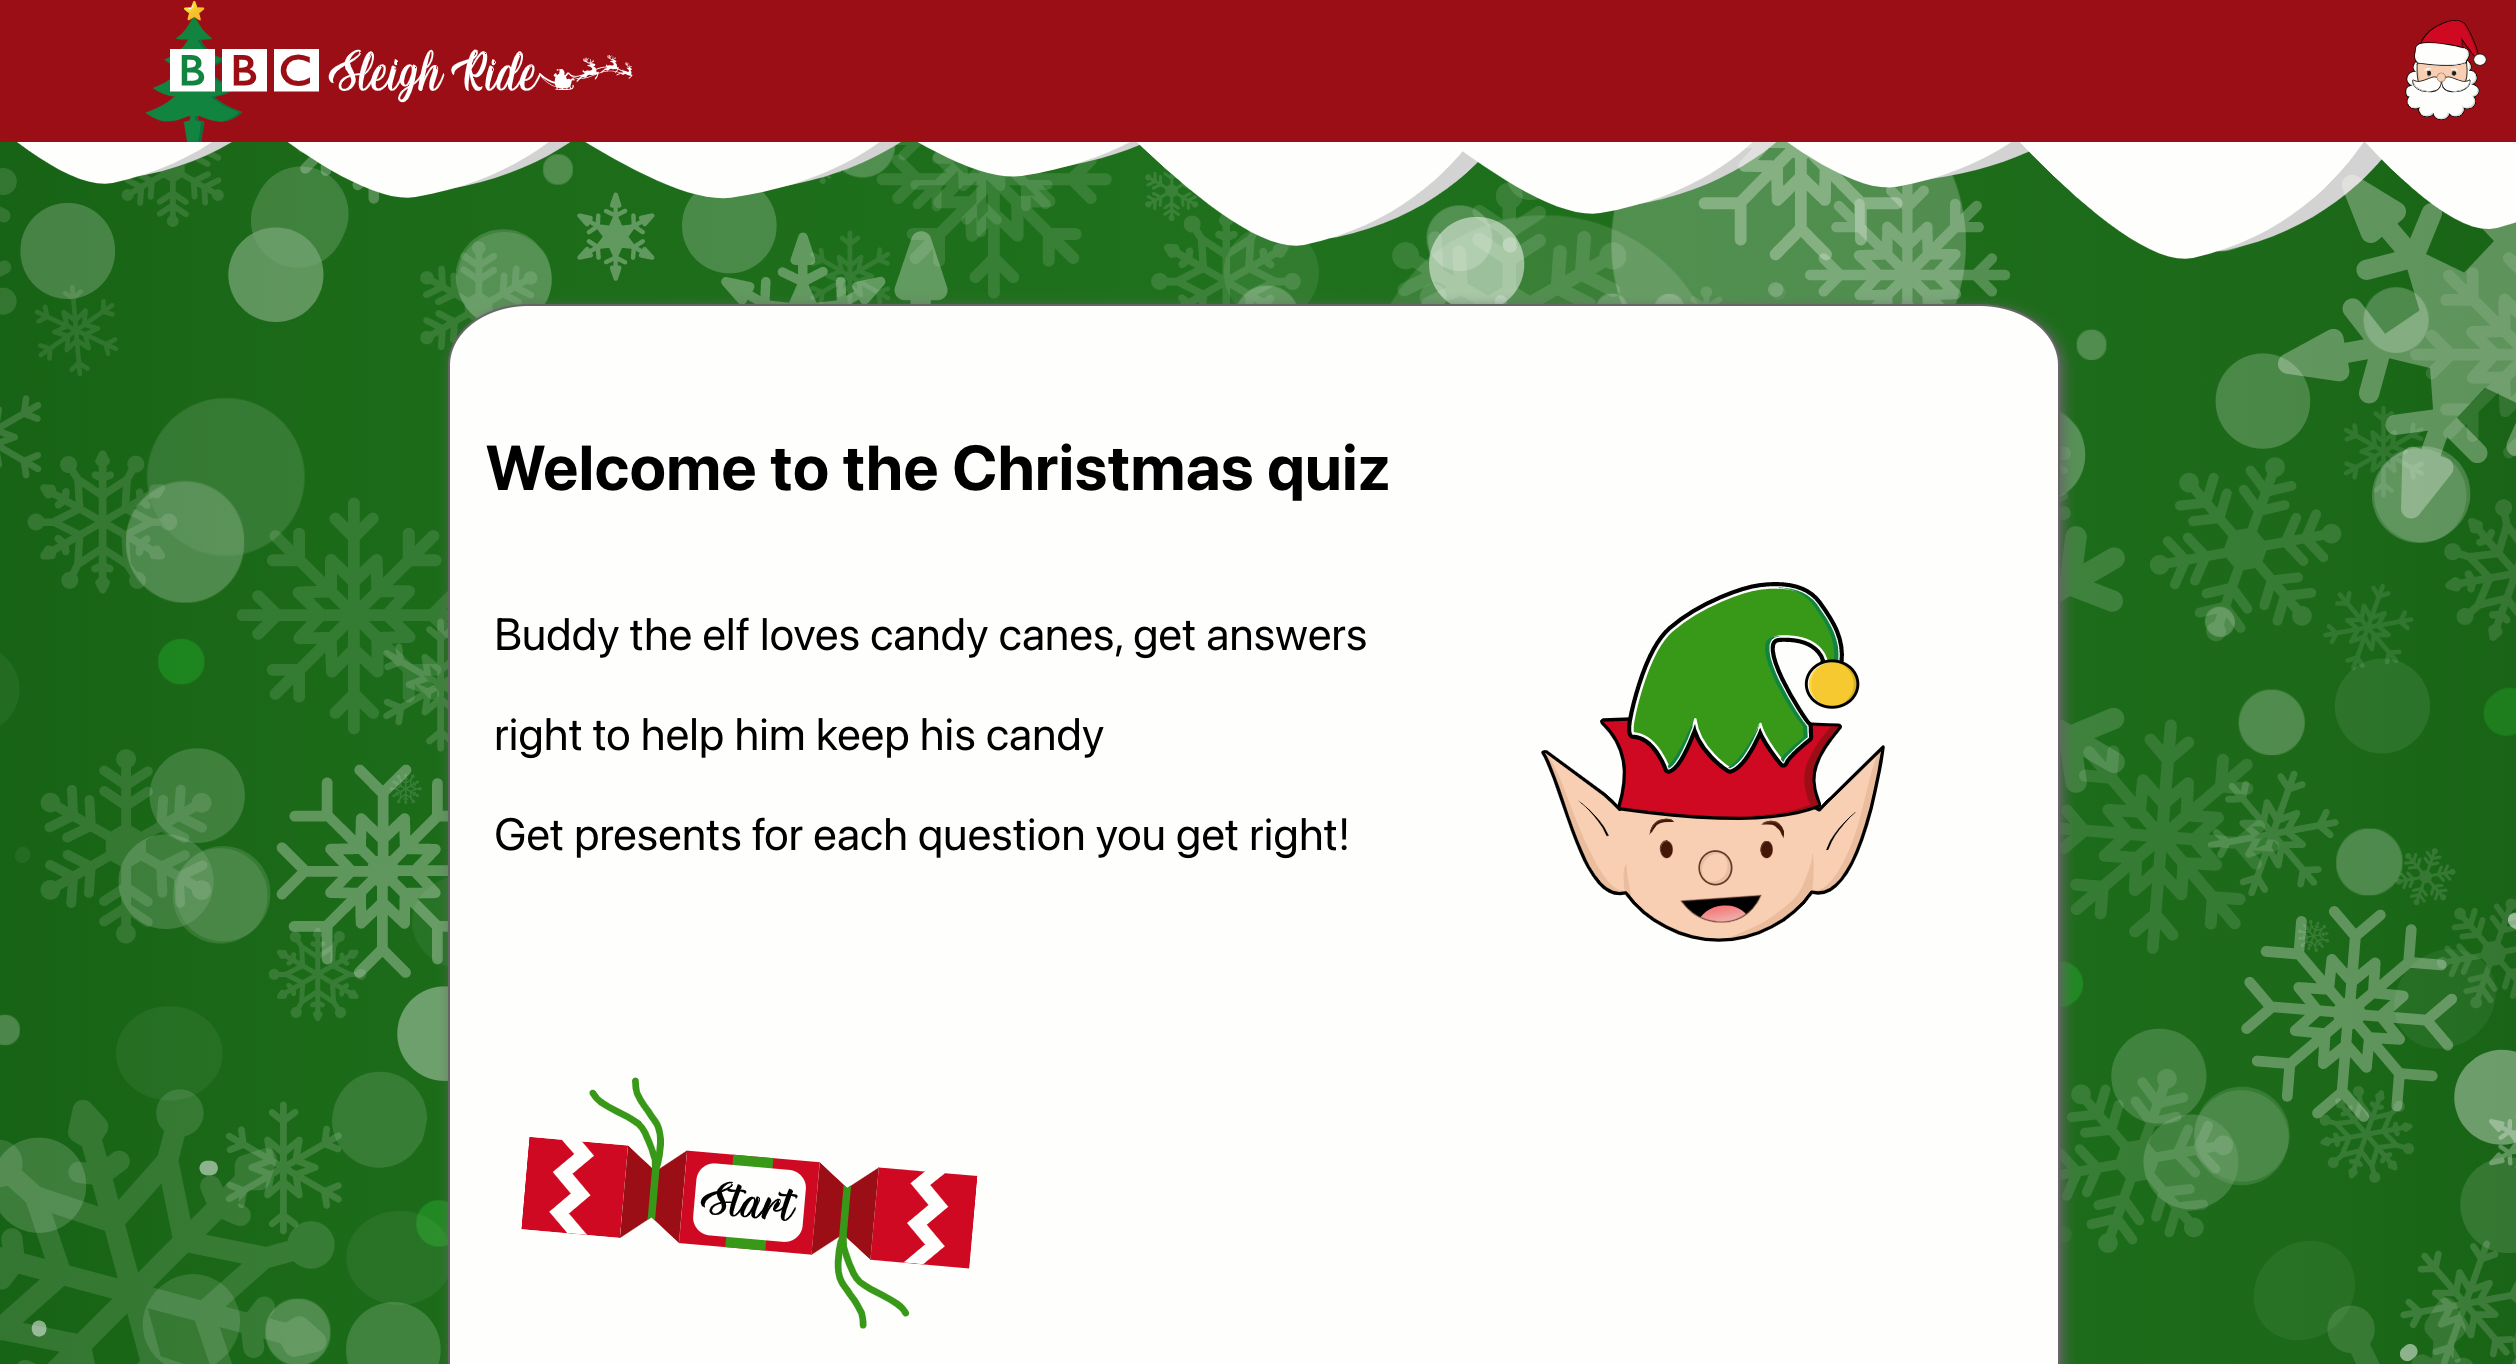 BBC Sleigh Ride
Welcome to the Christmas quiz
Buddy the elf loves candy canes, get answers
right to help him keep his candy
Get presents for each question you get right!
Start